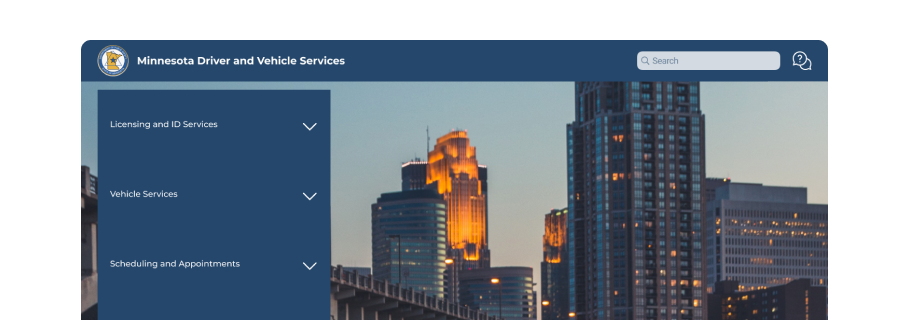 Minnesota Driver and Vehicle Services
Search
Licensing and ID Services
Vehicle Services
Scheduling and Appointments